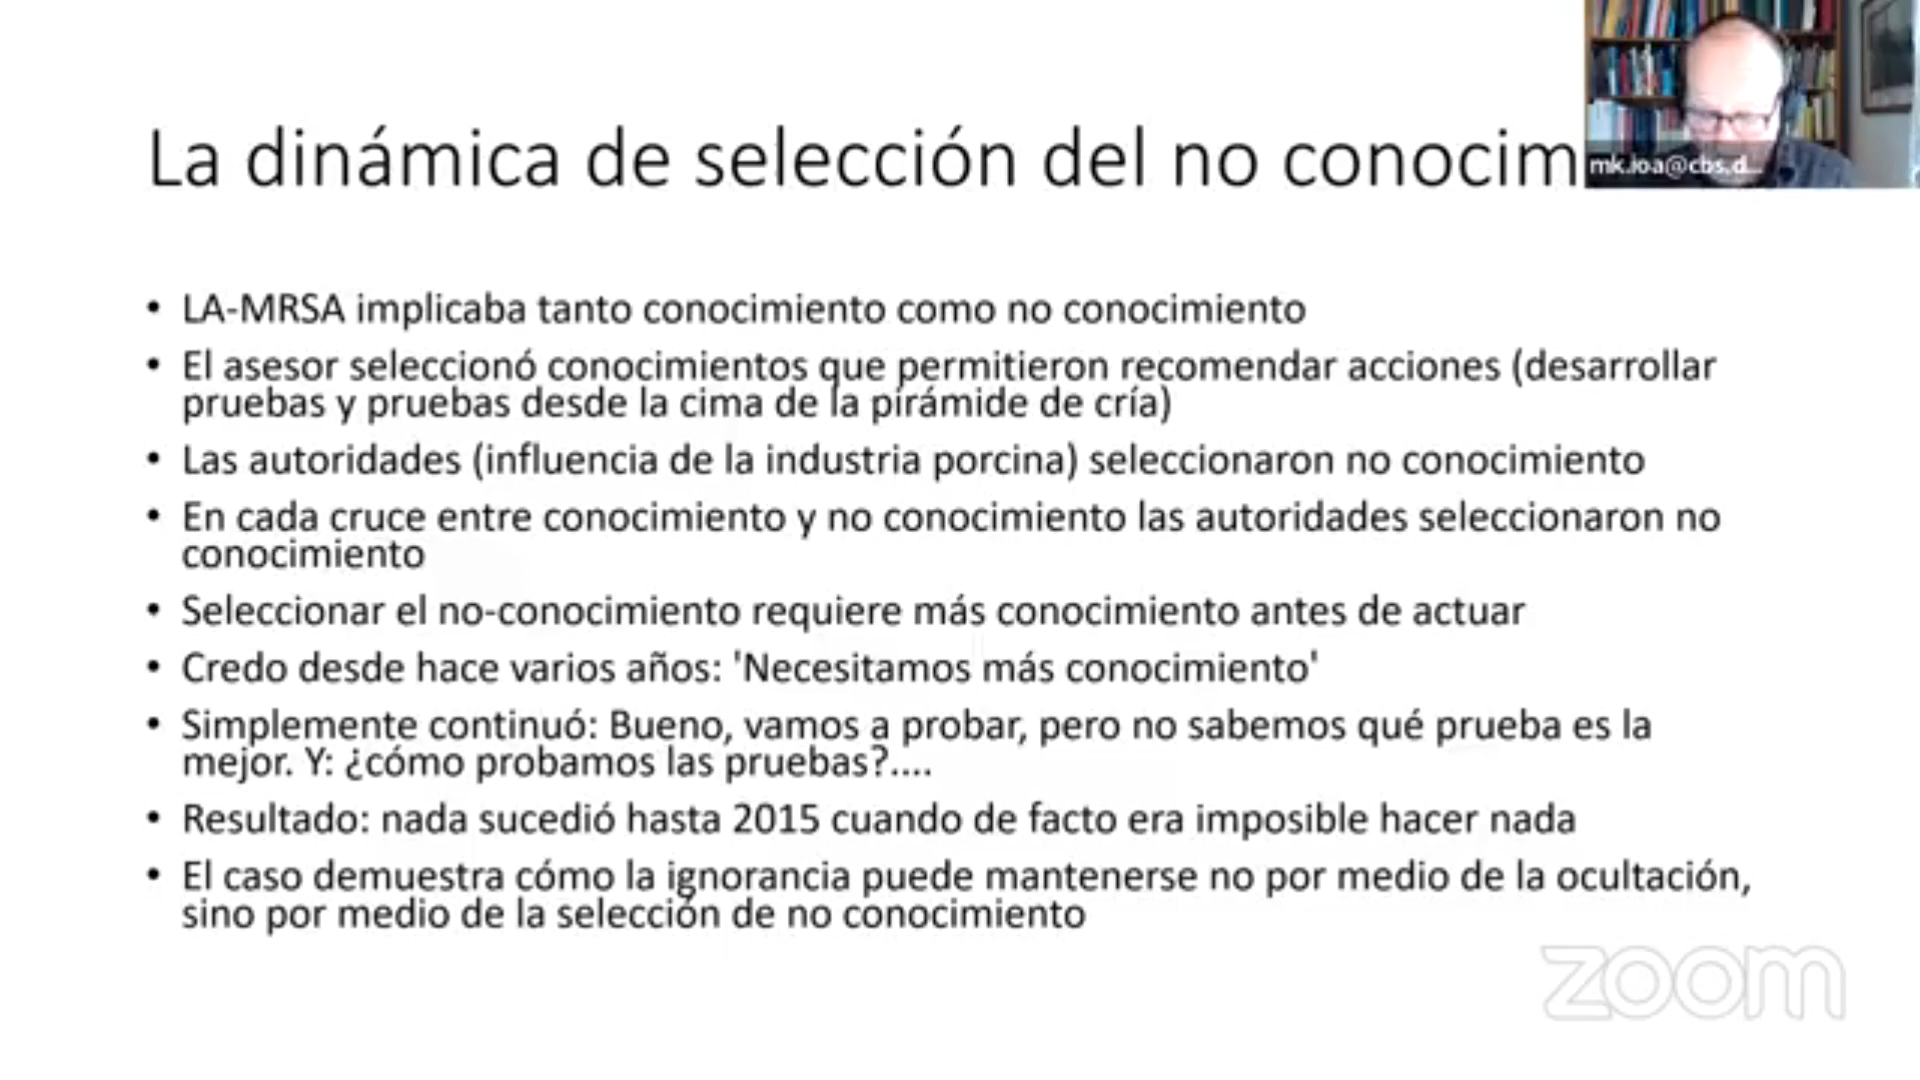 La dinámica de selección del no conocim
mk.ioa@cbs.d...
• LA-MRSA implicaba tanto conocimiento como no conocimiento
• El asesor seleccionó conocimientos que permitieron recomendar acciones (desarrollar
pruebas y pruebas desde la cima de la pirámide de cría)
• Las autoridades (influencia de la industria porcina) seleccionaron no conocimiento
• En cada cruce entre conocimiento y no conocimiento las autoridades seleccionaron no
conocimiento
• Seleccionar el no-conocimiento requiere más conocimiento antes de actuar
• Credo desde hace varios años: 'Necesitamos más conocimiento'
• Simplemente continuó: Bueno, vamos a probar, pero no sabemos qué prueba es la
mejor. Y: ¿cómo probamos las pruebas?....
• Resultado: nada sucedió hasta 2015 cuando de facto era imposible hacer nada
• El caso demuestra cómo la ignorancia puede mantenerse no por medio de la ocultación,
sino por medio de la selección de no conocimiento
zoom